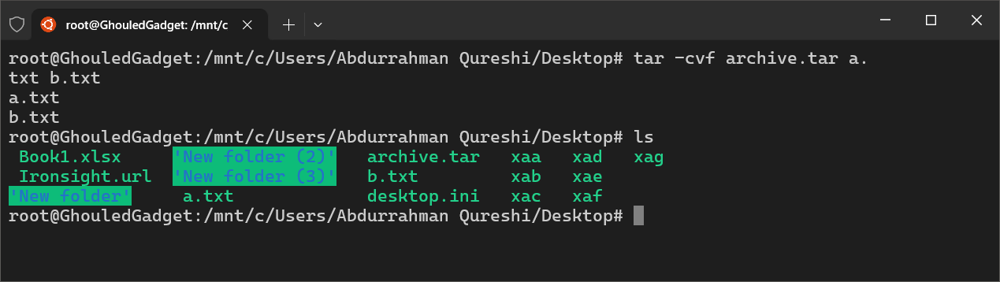 root@GhouledGadget: /mnt/c
root@GhouledGadget:/mnt/c/Users/Abdurrahman Qureshi/Desktop# tar -cvf archive.tar a.
txt b.txt
a.txt
b.txt
root@GhouledGadget:/mnt/c/Users/Abdurrahman Qureshi/Desktop# ls
Book1.xlsx 'New folder (2)' archive.tar xaa xad xag
Ironsight.url 'New folder (3)' b.txt xab xae
'New folder' a.txt desktop.ini xac xaf
root@GhouledGadget:/mnt/c/Users/Abdurrahman Qureshi/Desktop#